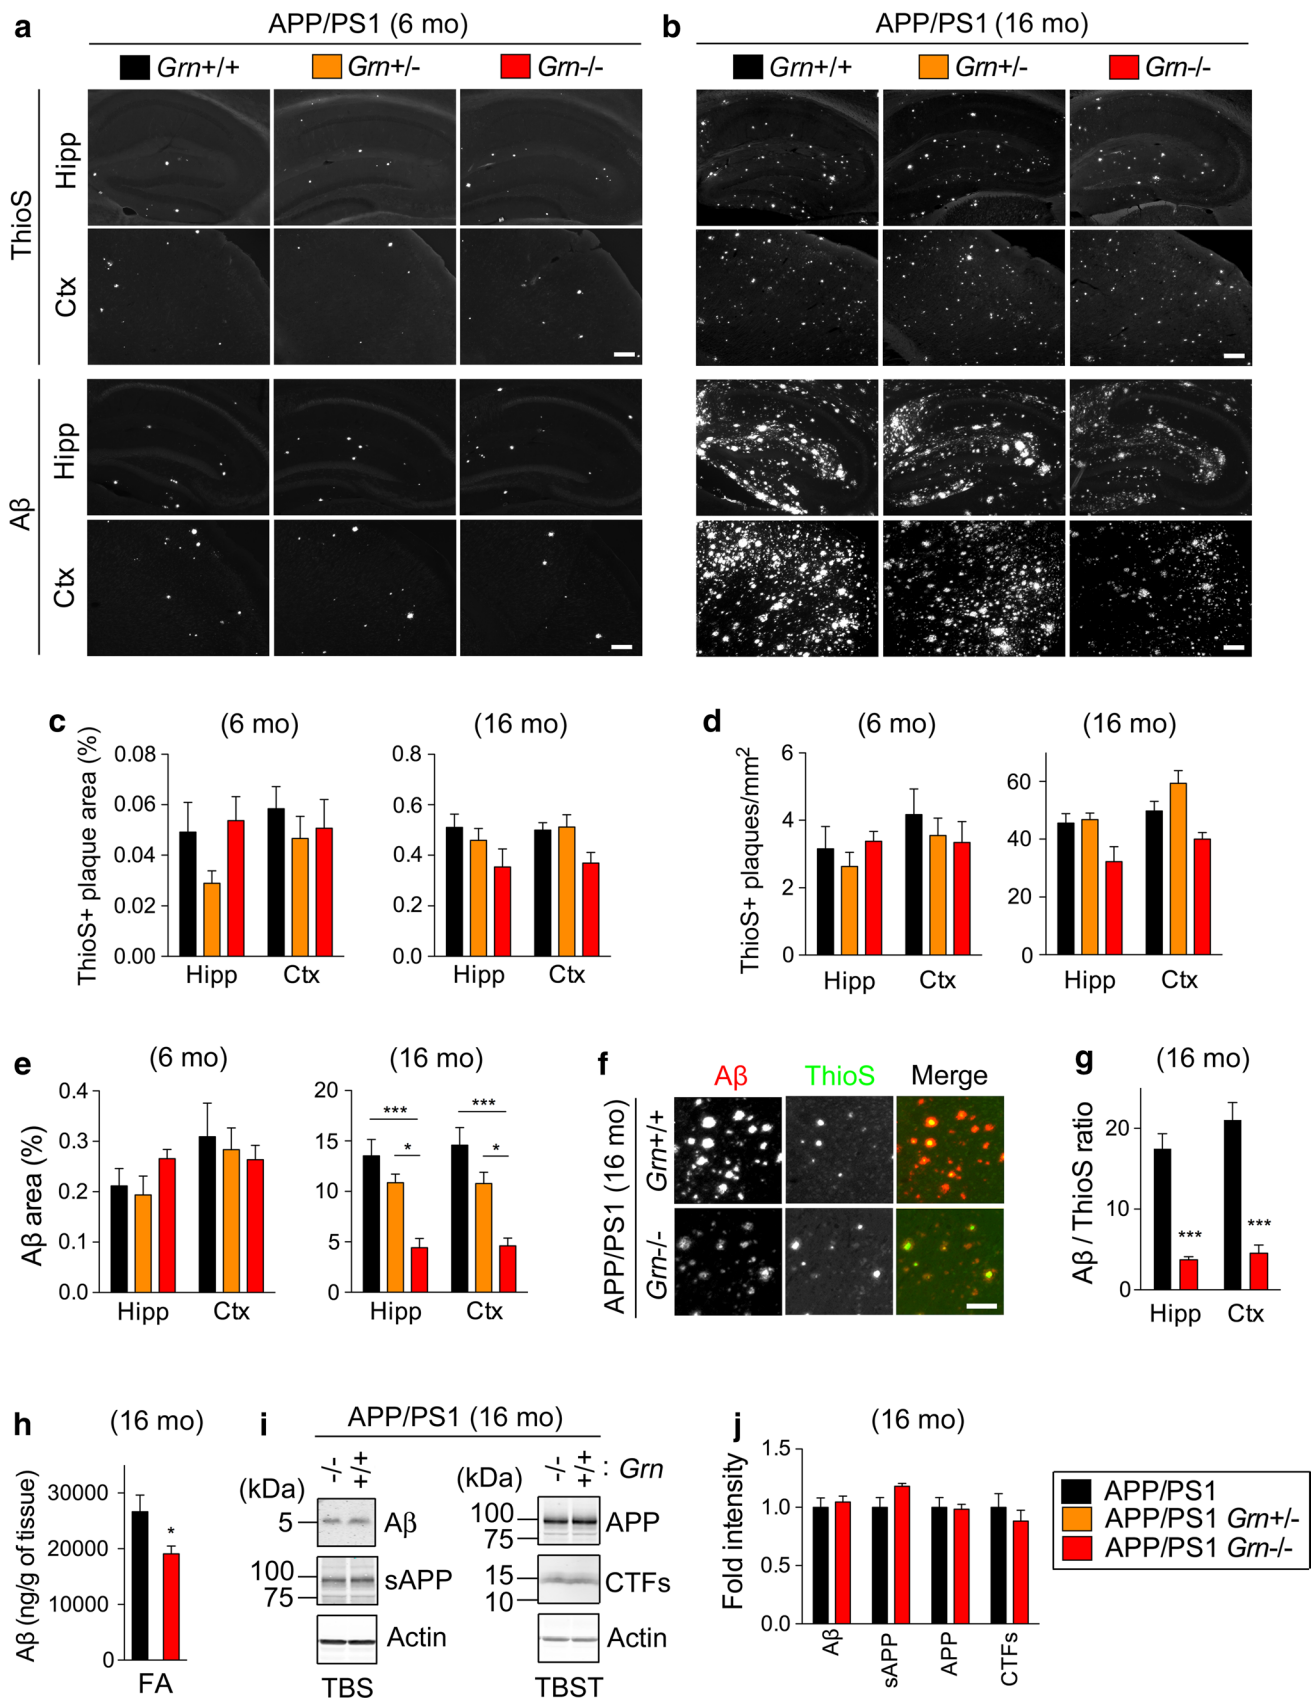 a
APP/PS1 (6 mo)
Grn+/+
Grn+/-
Grn-/-
ThioS
Hipp
Ctx
Aβ
Hipp
Ctx
b
APP/PS1 (16 mo)
Grn+/+
Grn+/-
Grn-/-
c
(6 mo)
(16 mo)
ThioS+ plaque area (%)
0.08
0.06
0.04
0.02
0.00
Hipp
Ctx
0.8
0.6
0.4
0.2
0.0
Hipp
Ctx
d
(6 mo)
(16 mo)
ThioS+ plaques/mm2
6
4
2
0
Hipp
Ctx
60
40
20
0
Hipp
Ctx
e
(6 mo)
(16 mo)
Aβ area (%)
0.4
0.3
0.2
0.1
0.0
Hipp
Ctx
20
15
10
5
0
***
*
***
*
Hipp
Ctx
f
Aβ
ThioS
Merge
APP/PS1 (16 mo)
Grn+/+
Grn-/-
g
(16 mo)
Aβ / ThioS ratio
20
10
0
***
***
Hipp
Ctx
h
(16 mo)
Aβ (ng/g of tissue)
30000
20000
10000
0
*
FA
i
APP/PS1 (16 mo)
(kDa)
-/-
+/+
5
Aβ
100
75
sAPP
Actin
TBS
(kDa)
-/-
+/+
: Grn
100
75
APP
15
10
CTFs
Actin
TBST
j
(16 mo)
Fold intensity
1.5
1.0
0.5
0.0
Aβ
sAPP
APP
CTFs
APP/PS1
APP/PS1 Grn+/-
APP/PS1 Grn-/-